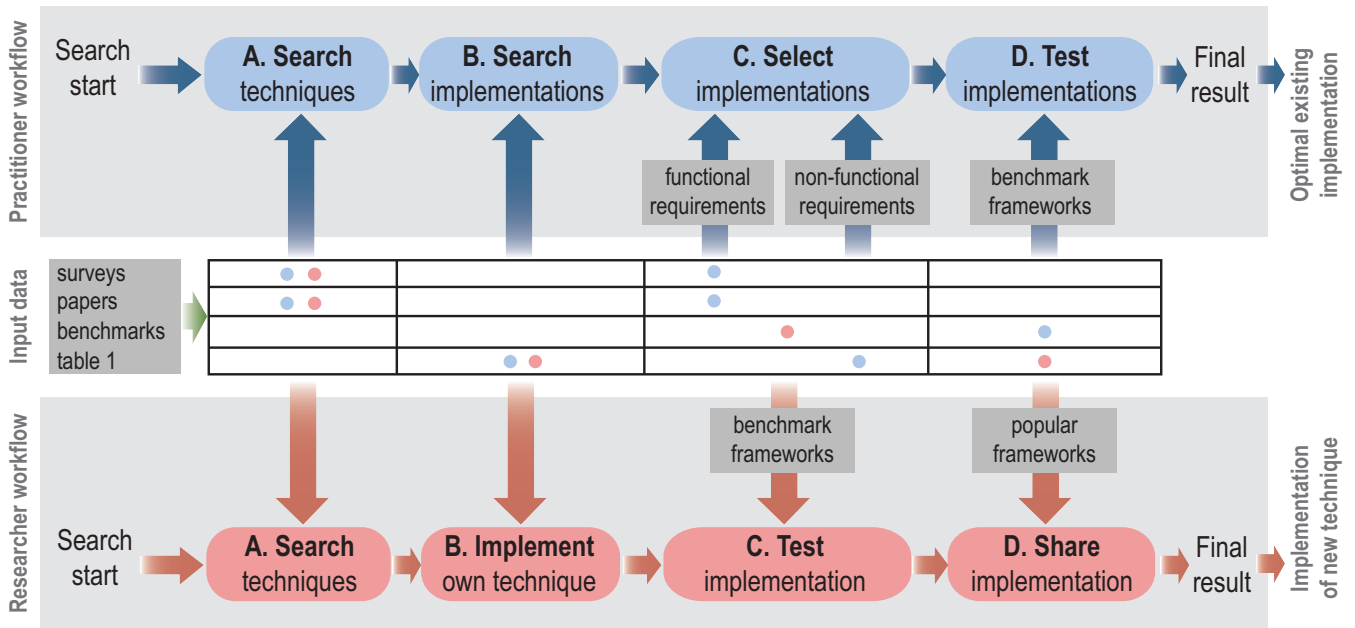 Practitioner workflow
Search
start
A. Search
techniques
B. Search
implementations
C. Select
implementations
D. Test
implementations
Final
result
Optimal existing
implementation
functional
requirements
non-functional
requirements
benchmark
frameworks
Input data
surveys
papers
benchmarks
table 1
Researcher workflow
benchmark
frameworks
popular
frameworks
Search
start
A. Search
techniques
B. Implement
own technique
C. Test
implementation
D. Share
implementation
Final
result
Implementation
of new technique